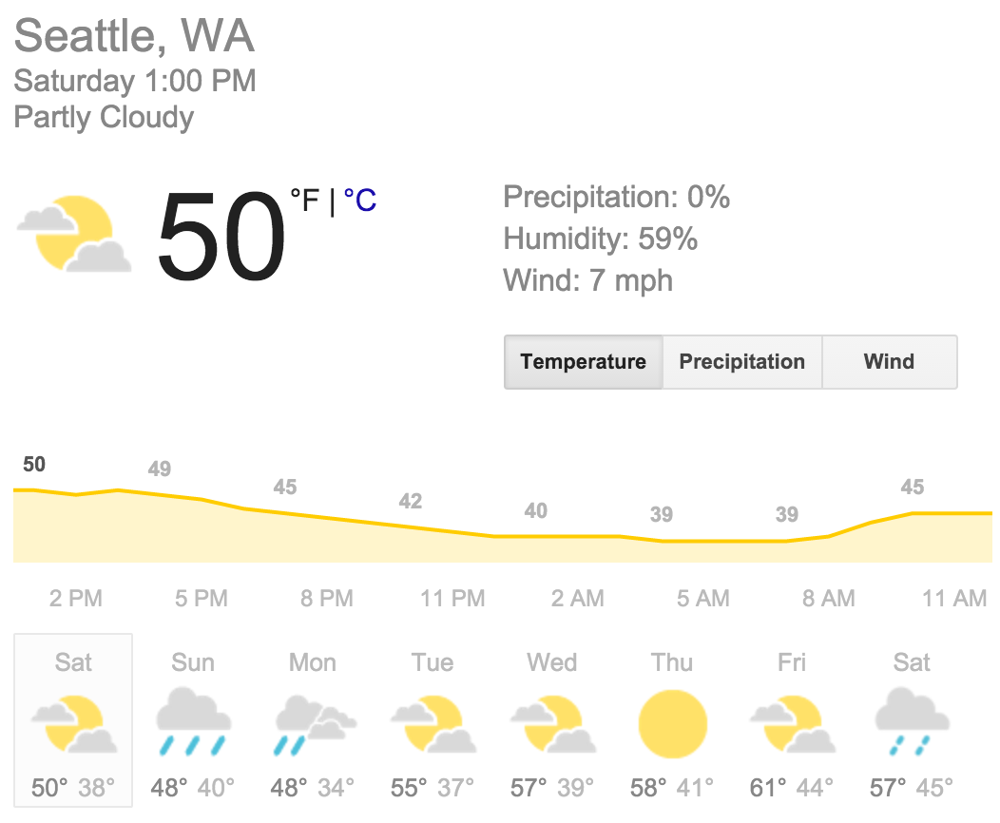 Seattle, WA
Saturday 1:00 PM
Partly Cloudy
50 °F | °C
Precipitation: 0%
Humidity: 59%
Wind: 7 mph
Temperature Precipitation Wind
50 49 45 42 40 39 39 45
2 PM 5 PM 8 PM 11 PM 2 AM 5 AM 8 AM 11 AM
Sat Sun Mon Tue Wed Thu Fri Sat
50° 38° 48° 40° 48° 34° 55° 37° 57° 39° 58° 41° 61° 44° 57° 45°